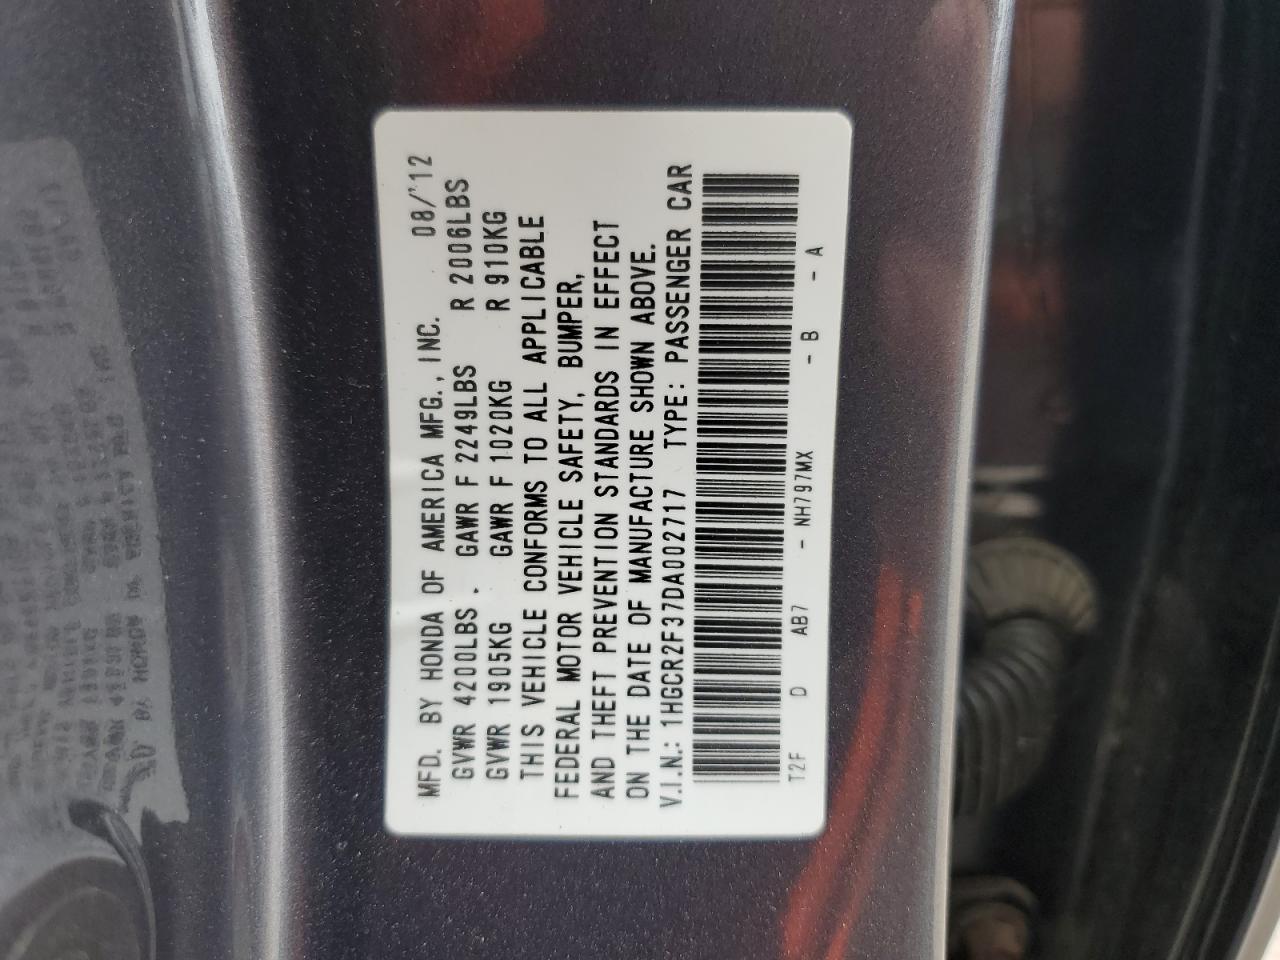 MFD. BY HONDA OF AMERICA MFG., INC. 08/'12
GVWR 4200LBS. GAWR F 2249LBS R 2006LBS
GVWR 1905KG GAWR F 1020KG R 910KG
THIS VEHICLE CONFORMS TO ALL APPLICABLE
FEDERAL MOTOR VEHICLE SAFETY, BUMPER,
AND THEFT PREVENTION STANDARDS IN EFFECT
ON THE DATE OF MANUFACTURE SHOWN ABOVE.
V.I.N.: 1HGCR2F37DA002717 TYPE: PASSENGER CAR
T2F D AB7 - NH797MX - B - A